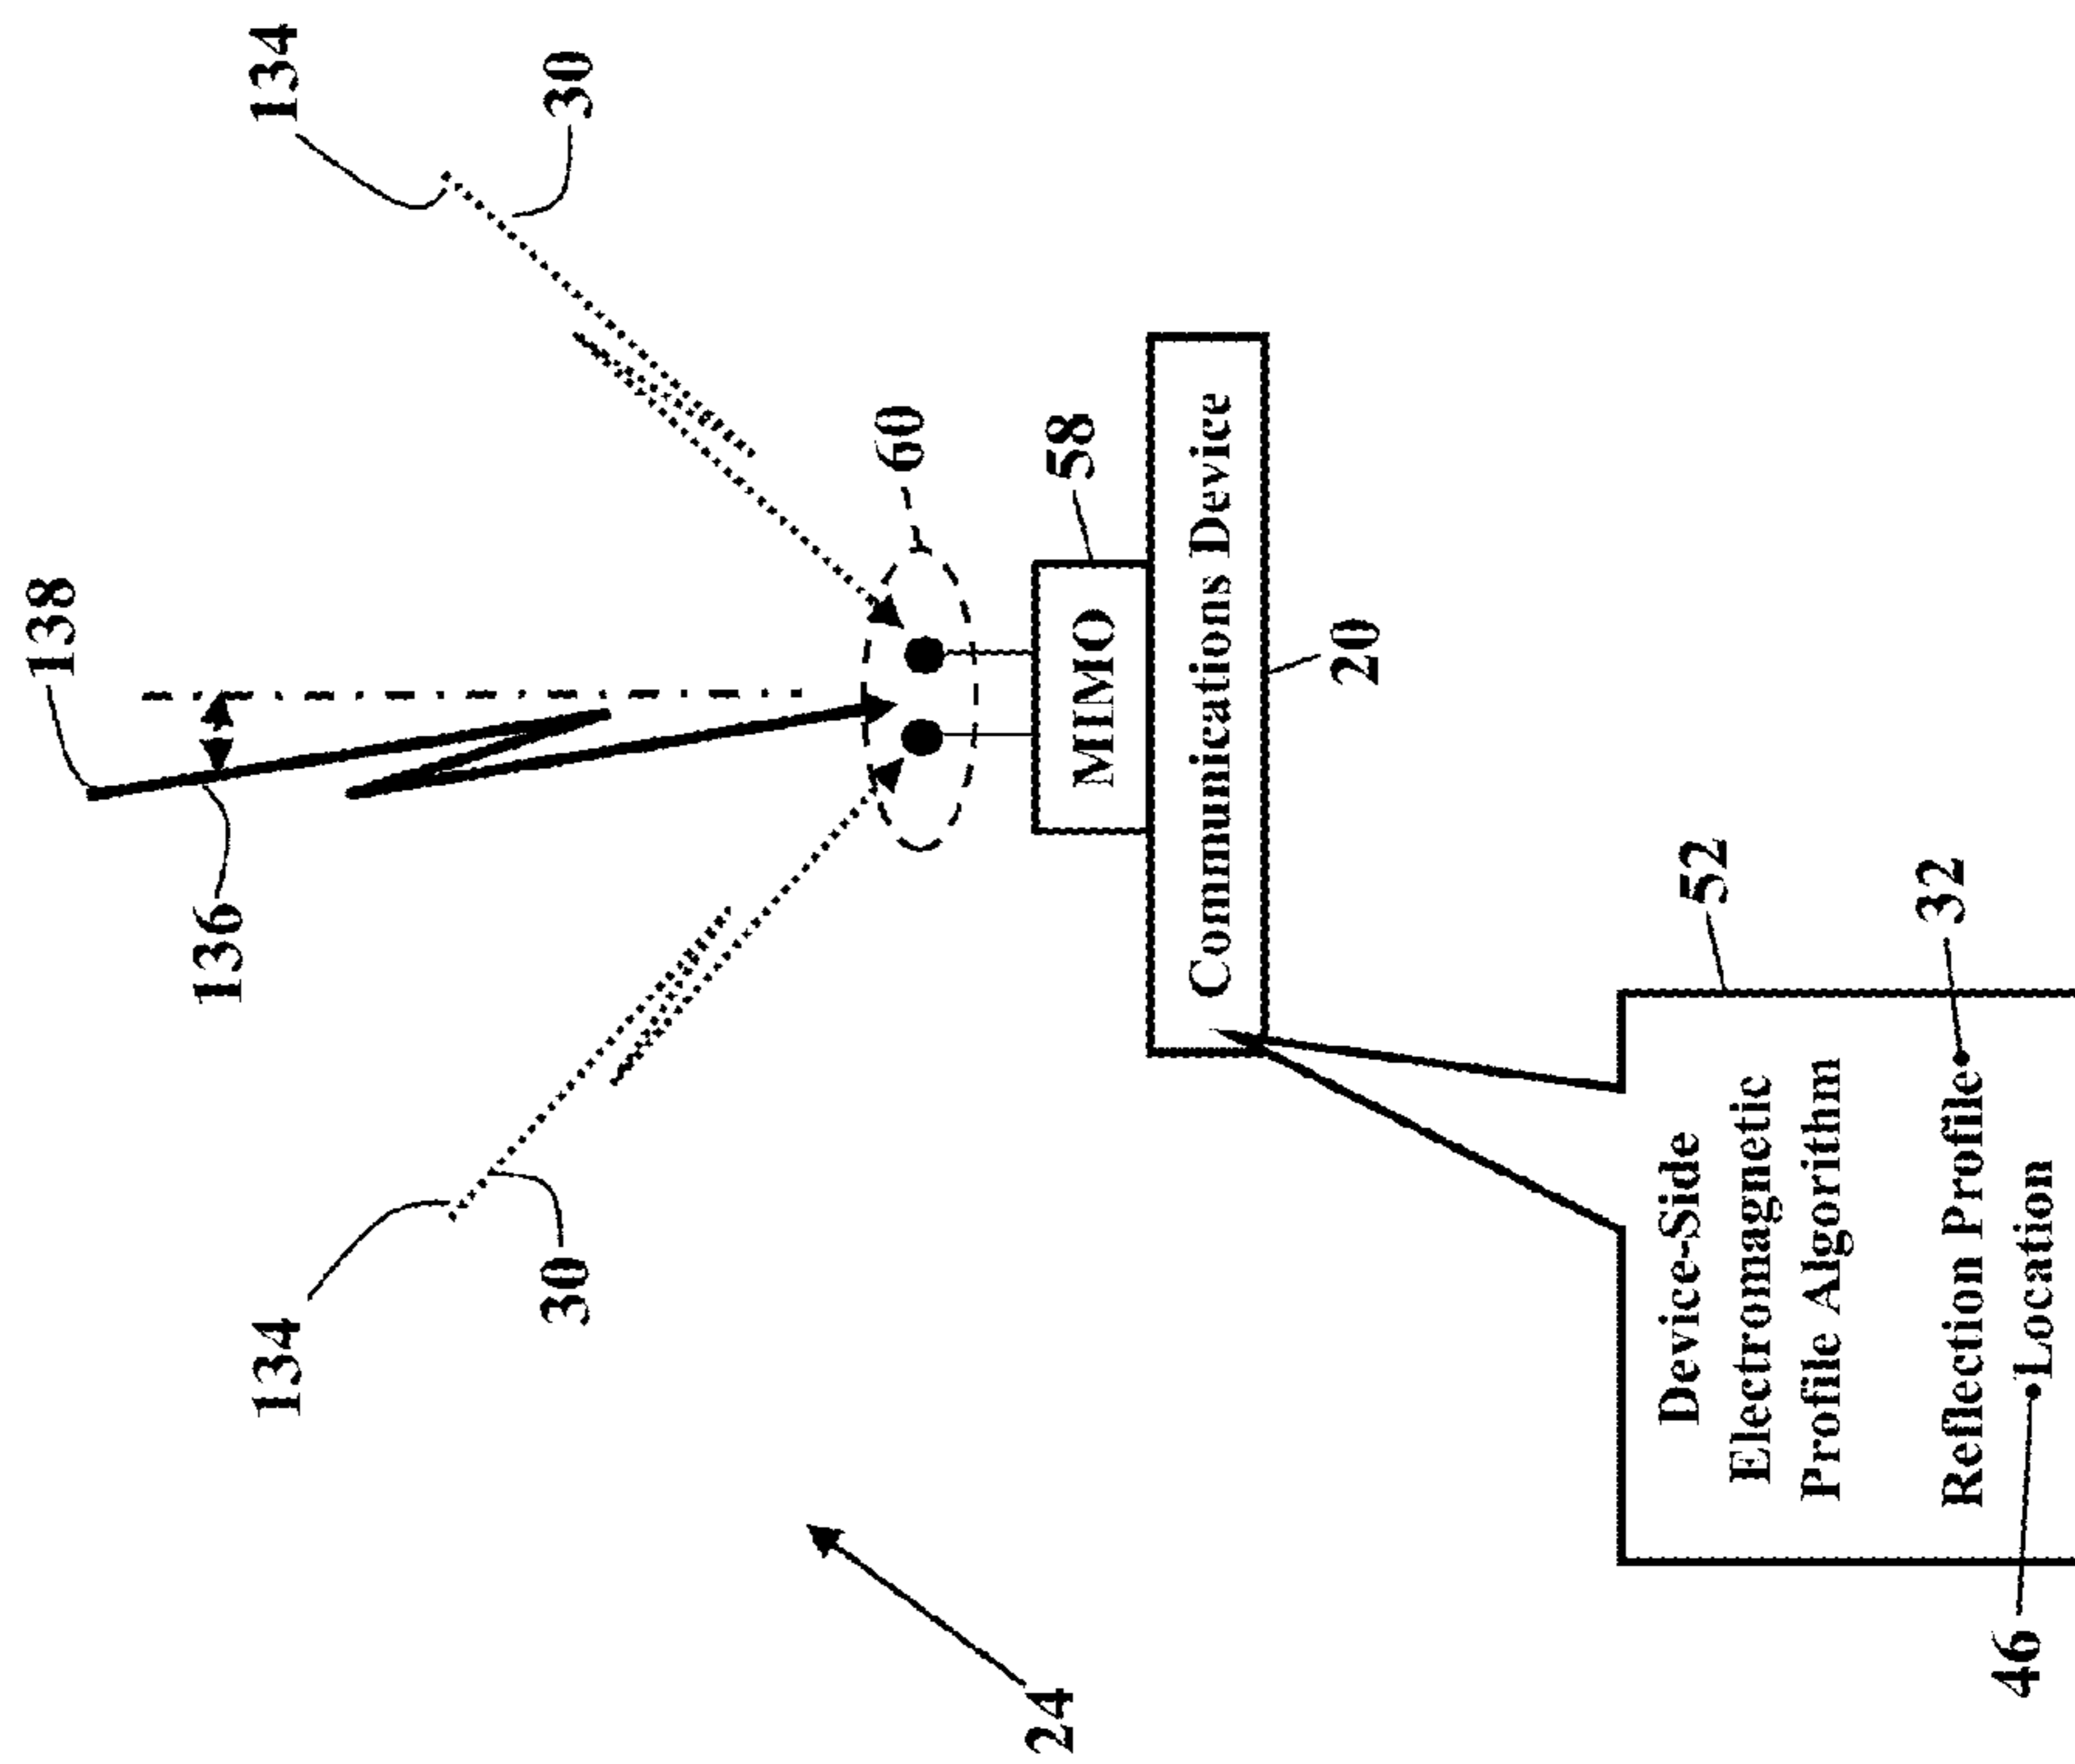 138
134
30
136
134
30
60
58
MIMO
Communications Device
20
24
52
Device-Side
Electromagnetic
Profile Algorithm
32
Reflection Profile
Location
46